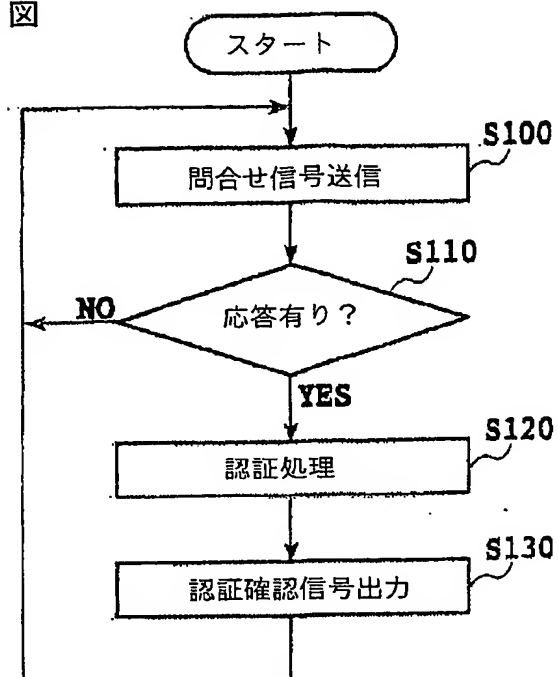 図
スタート
S100
問合せ信号送信
S110
応答有り?
NO
YES
S120
認証処理
S130
認証確認信号出力